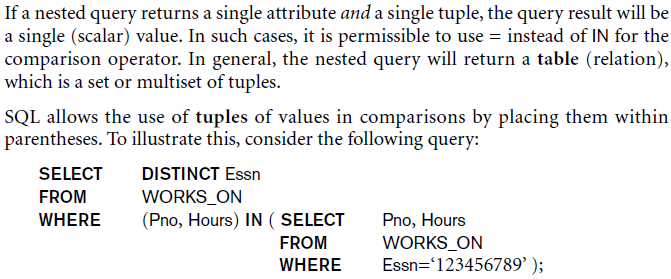 If a nested query returns a single attribute and a single tuple, the query result will be
a single (scalar) value. In such cases, it is permissible to use = instead of IN for the
comparison operator. In general, the nested query will return a table (relation),
which is a set or multiset of tuples.
SQL allows the use of tuples of values in comparisons by placing them within
parentheses. To illustrate this, consider the following query:
SELECT DISTINCT Essn
FROM WORKS_ON
WHERE (Pno, Hours) IN ( SELECT Pno, Hours
FROM WORKS_ON
WHERE Essn=‘123456789’ );